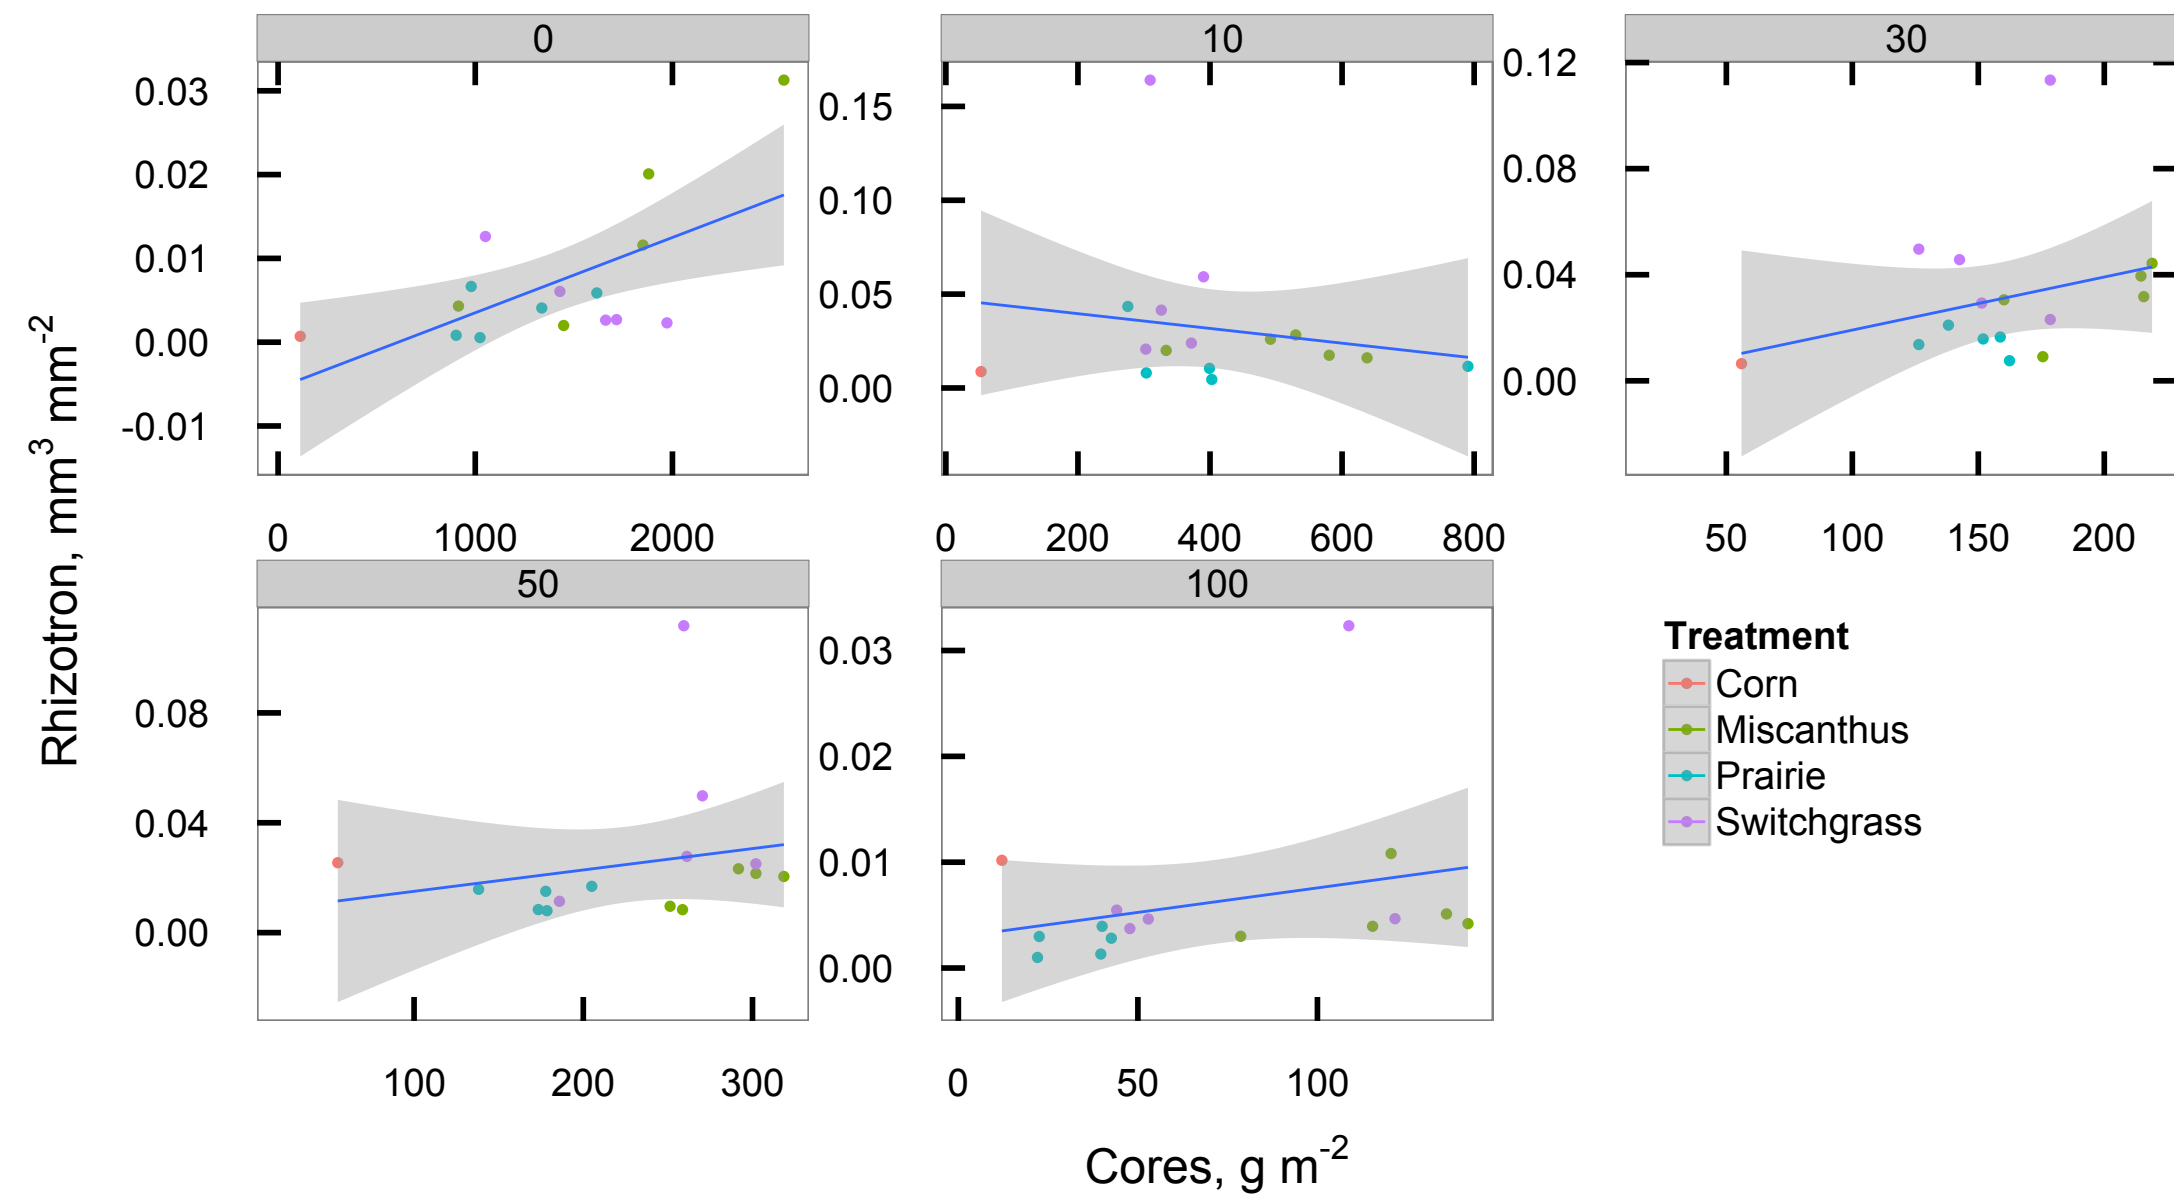 0
10
30
0.03
0.02
0.01
0.00
-0.01
0.15
0.10
0.05
0.00
0.12
0.08
0.04
0.00
0 1000 2000
0 200 400 600 800
50 100 150 200
50
100
0.08
0.04
0.00
0.03
0.02
0.01
0.00
100 200 300
0 50 100
Rhizotron, mm³ mm⁻²
Cores, g m⁻²
Treatment
Corn
Miscanthus
Prairie
Switchgrass